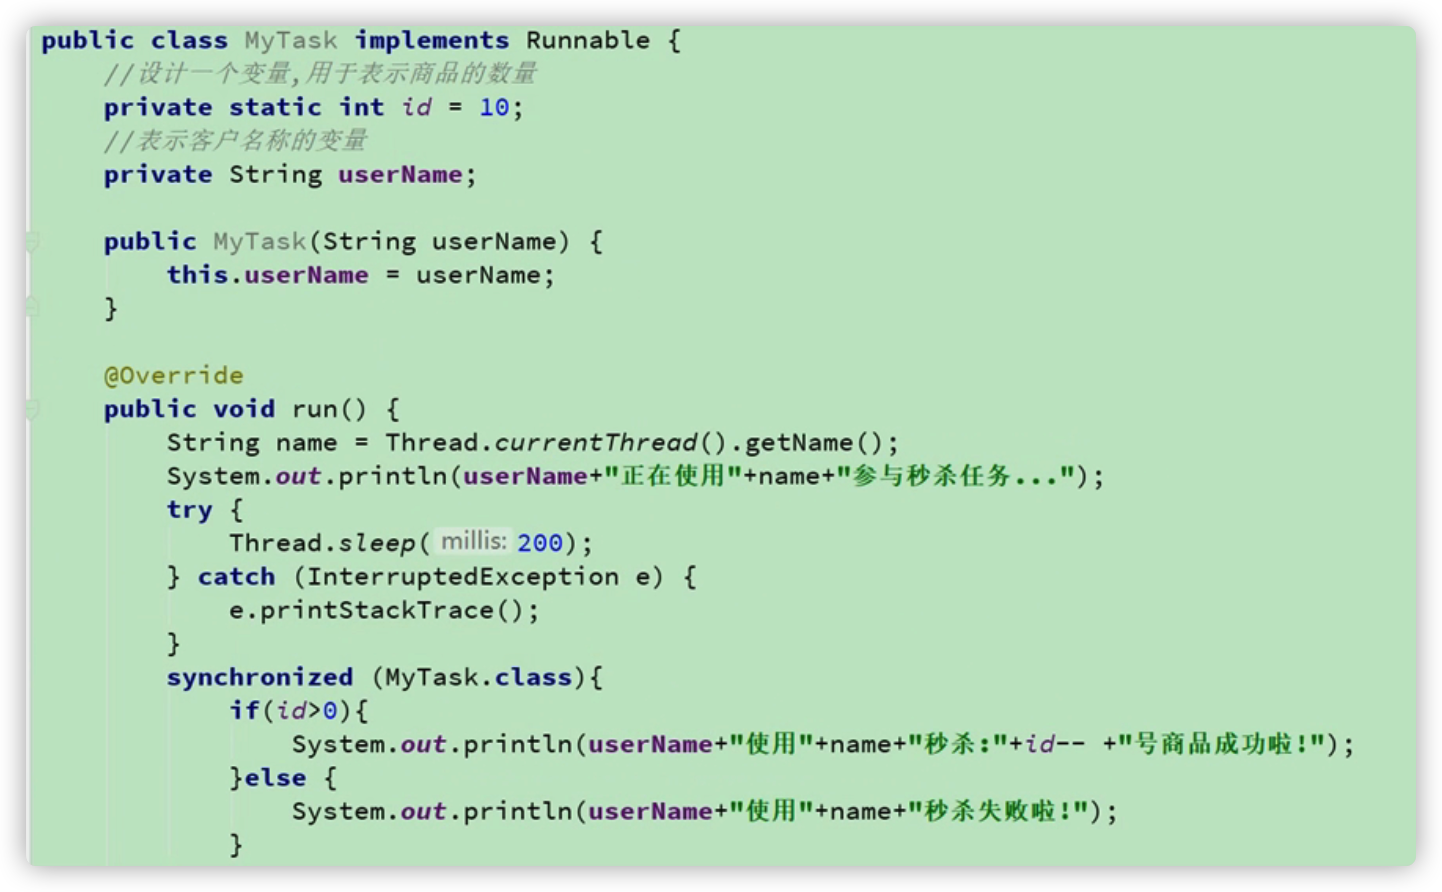 public class MyTask implements Runnable {
//设计一个变量,用于表示商品的数量
private static int id = 10;
//表示客户名称的变量
private String userName;
public MyTask(String userName) {
this.userName = userName;
}
@Override
public void run() {
String name = Thread.currentThread().getName();
System.out.println(userName+"正在使用"+name+"参与秒杀任务...");
try {
Thread.sleep( millis: 200);
} catch (InterruptedException e) {
e.printStackTrace();
}
synchronized (MyTask.class){
if(id>0){
System.out.println(userName+"使用"+name+"秒杀:"+id-- +"号商品成功啦!");
}else {
System.out.println(userName+"使用"+name+"秒杀失败啦!");
}